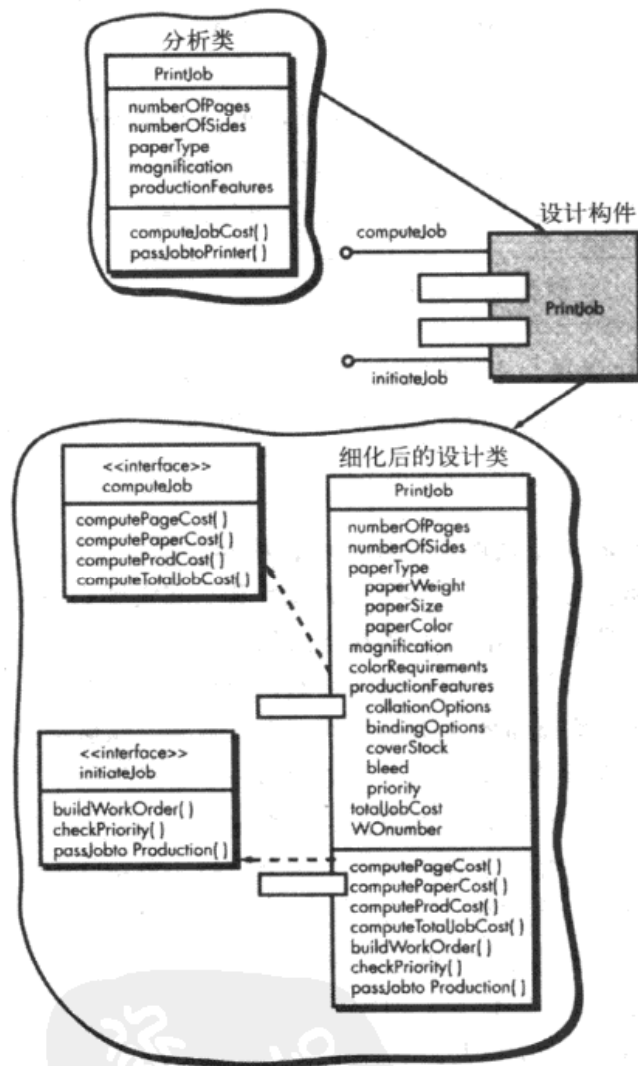 分析类
PrintJob
numberOfPages
numberOfSides
paperType
magnification
productionFeatures
computeJobCost( )
passJobtoPrinter( )
设计构件
computeJob
PrintJob
initiateJob
<<interface>>
computeJob
computePageCost( )
computePaperCost( )
computeProdCost( )
computeTotalJobCost( )
<<interface>>
initiateJob
buildWorkOrder( )
checkPriority( )
passJobto Production( )
细化后的设计类
PrintJob
numberOfPages
numberOfSides
paperType
paperWeight
paperSize
paperColor
magnification
colorRequirements
productionFeatures
collationOptions
bindingOptions
coverStock
bleed
priority
totalJobCost
WOnumber
computePageCost( )
computePaperCost( )
computeProdCost( )
computeTotalJobCost( )
buildWorkOrder( )
checkPriority( )
passJobto Production( )